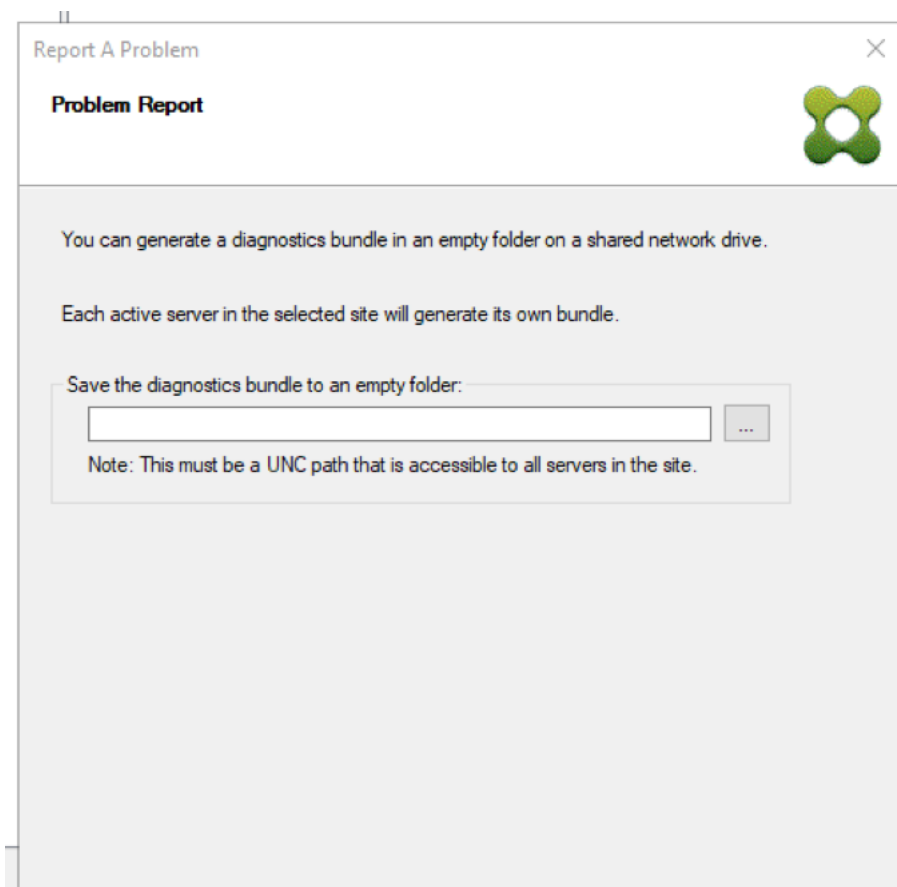 Report A Problem
Problem Report
You can generate a diagnostics bundle in an empty folder on a shared network drive.
Each active server in the selected site will generate its own bundle.
Save the diagnostics bundle to an empty folder:
...
Note: This must be a UNC path that is accessible to all servers in the site.